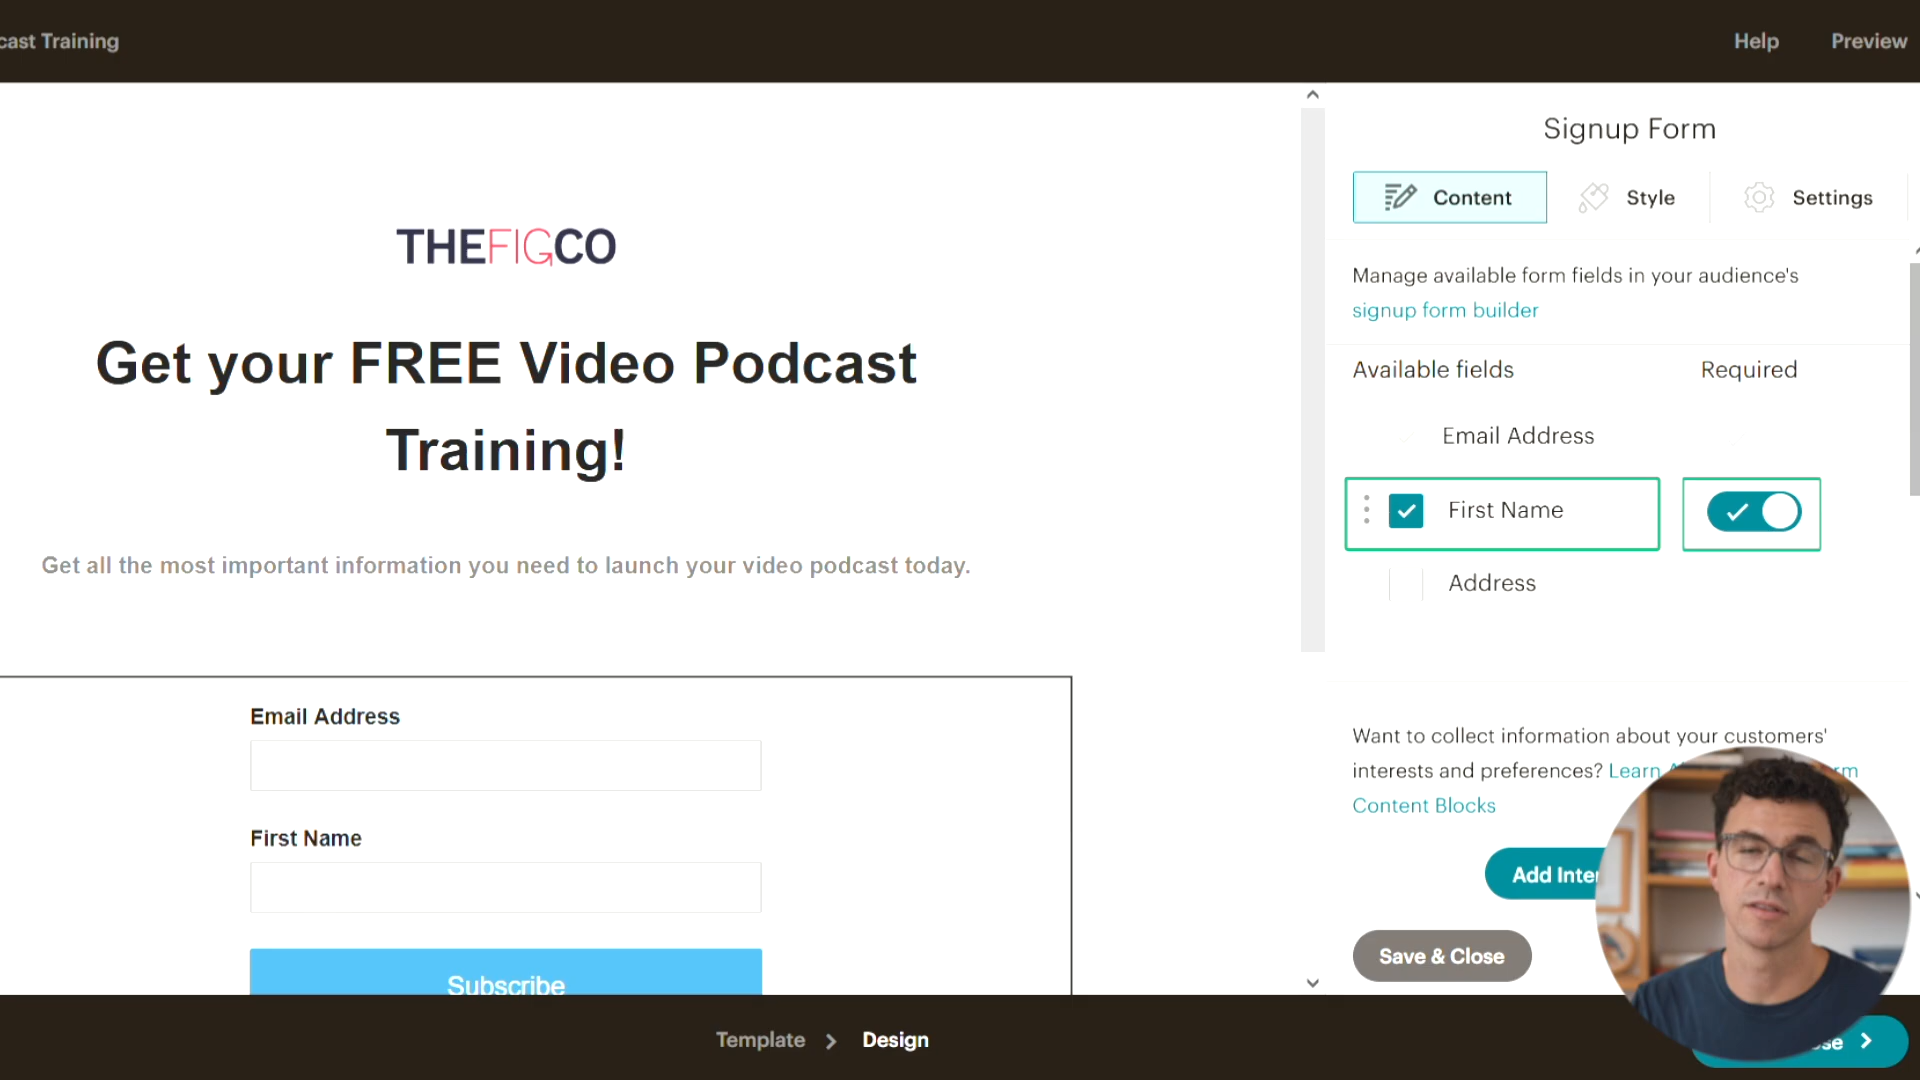 cast Training
Help
Preview
THEFIGCO
Get your FREE Video Podcast
Training!
Get all the most important information you need to launch your video podcast today.
Email Address
First Name
Subscribe
Signup Form
Content
Style
Settings
Manage available form fields in your audience's
signup form builder
Available fields
Required
Email Address
First Name
Address
Want to collect information about your customers'
interests and preferences? Learn
Content Blocks
Add
Save & Close
Template
Design